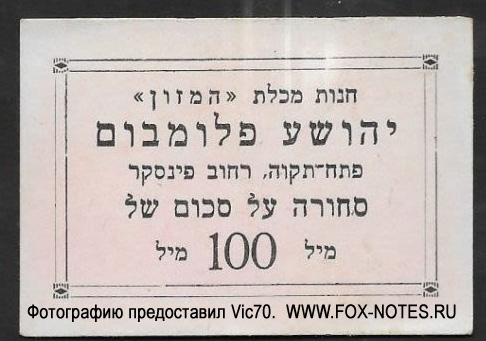 חנות מכלת «המזון»
יהושע פלומבום
פתח־תקוה, רחוב פינסקר
סחורה על סכום של
מיל 100 מיל
Фотографию предоставил Vic70. WWW.FOX-NOTES.RU